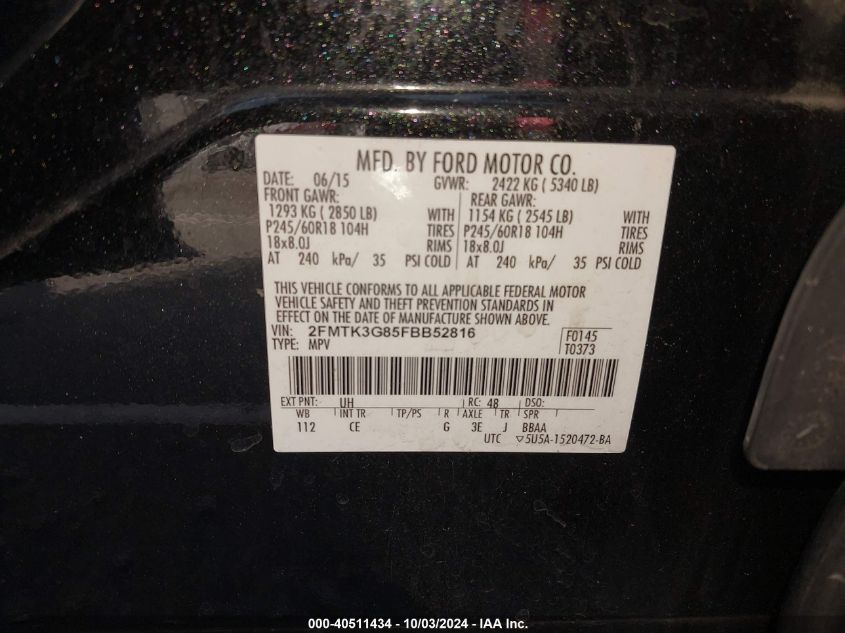 MFD. BY FORD MOTOR CO.
DATE: 06/15 GVWR: 2422 KG ( 5340 LB)
FRONT GAWR: REAR GAWR:
1293 KG ( 2850 LB) WITH 1154 KG ( 2545 LB) WITH
P245/60R18 104H TIRES P245/60R18 104H TIRES
18x8.0J RIMS 18x8.0J RIMS
AT 240 kPa/ 35 PSI COLD AT 240 kPa/ 35 PSI COLD
THIS VEHICLE CONFORMS TO ALL APPLICABLE FEDERAL MOTOR
VEHICLE SAFETY AND THEFT PREVENTION STANDARDS IN
EFFECT ON THE DATE OF MANUFACTURE SHOWN ABOVE.
VIN: 2FMTK3G85FBB52816 F0145
TYPE: MPV T0373
EXT PNT: UH RC: 48 DSO:
WB INT TR TP/PS R AXLE TR SPR
112 CE G 3E J BBAA
UTC ▽5U5A-1520472-BA
000-40511434 - 10/03/2024 - IAA Inc.